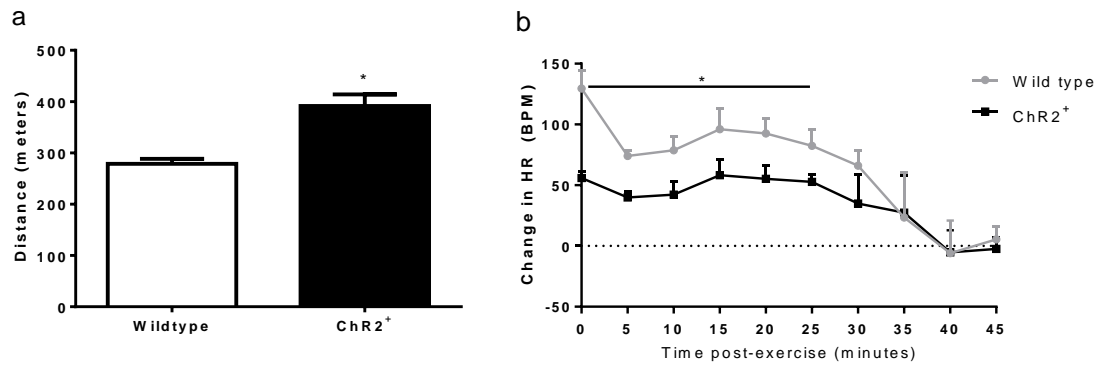 a
500
400
300
200
100
0
Distance (meters)
*
Wildtype
ChR2+
b
150
100
50
0
-50
Change in HR (BPM)
*
Wild type
ChR2+
0 5 10 15 20 25 30 35 40 45
Time post-exercise (minutes)